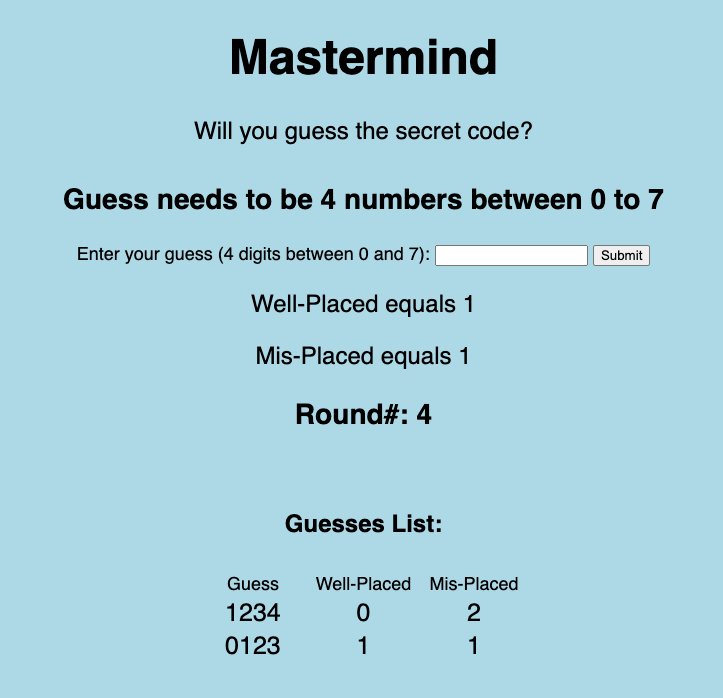 Mastermind
Will you guess the secret code?
Guess needs to be 4 numbers between 0 to 7
Enter your guess (4 digits between 0 and 7): Submit
Well-Placed equals 1
Mis-Placed equals 1
Round#: 4
Guesses List:
Guess Well-Placed Mis-Placed
1234 0 2
0123 1 1